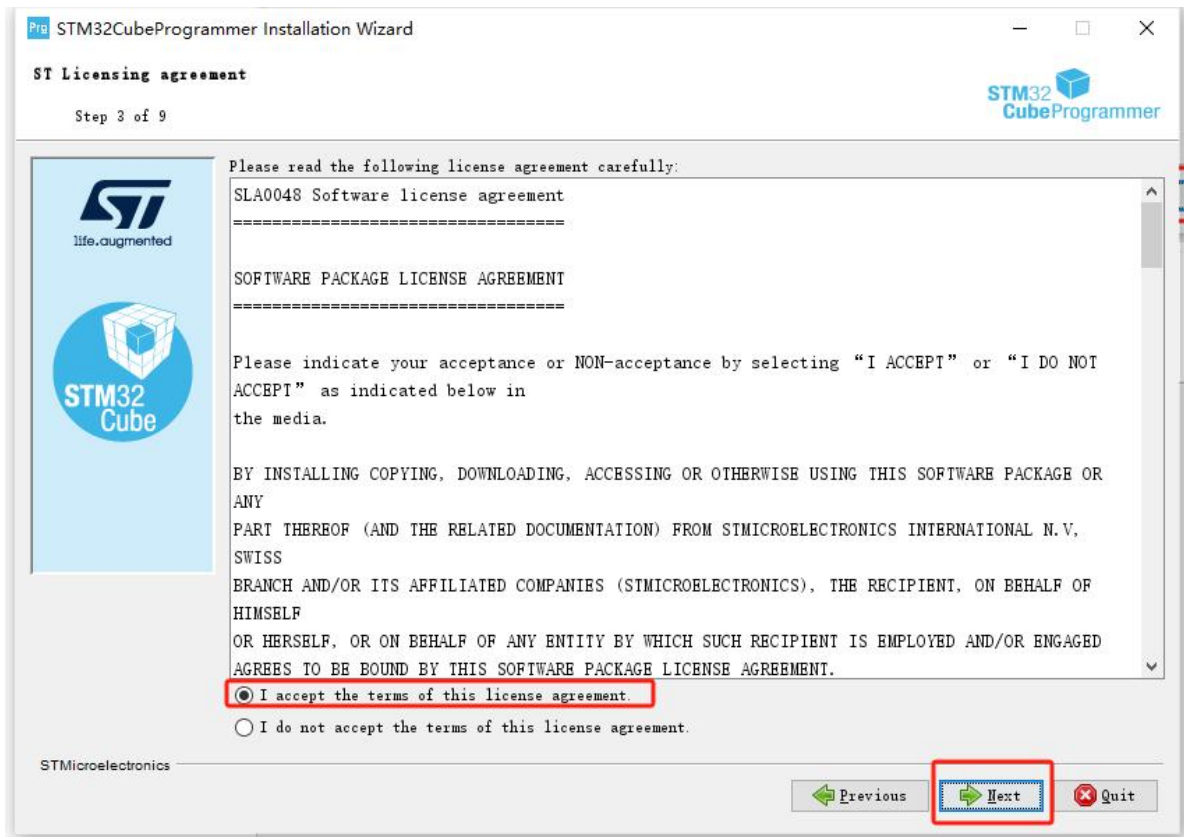 Prg STM32CubeProgrammer Installation Wizard
ST Licensing agreement
Step 3 of 9
STM32
CubeProgrammer
Please read the following license agreement carefully:
SLA0048 Software license agreement
==================================
SOFTWARE PACKAGE LICENSE AGREEMENT
==================================
Please indicate your acceptance or NON-acceptance by selecting “I ACCEPT” or “I DO NOT
ACCEPT” as indicated below in
the media.
BY INSTALLING COPYING, DOWNLOADING, ACCESSING OR OTHERWISE USING THIS SOFTWARE PACKAGE OR
ANY
PART THEREOF (AND THE RELATED DOCUMENTATION) FROM STMICROELECTRONICS INTERNATIONAL N.V,
SWISS
BRANCH AND/OR ITS AFFILIATED COMPANIES (STMICROELECTRONICS), THE RECIPIENT, ON BEHALF OF
HIMSELF
OR HERSELF, OR ON BEHALF OF ANY ENTITY BY WHICH SUCH RECIPIENT IS EMPLOYED AND/OR ENGAGED
AGREES TO BE BOUND BY THIS SOFTWARE PACKAGE LICENSE AGREEMENT.
ST
life.augmented
STM32
Cube
I accept the terms of this license agreement.
I do not accept the terms of this license agreement.
STMicroelectronics
Previous
Next
Quit